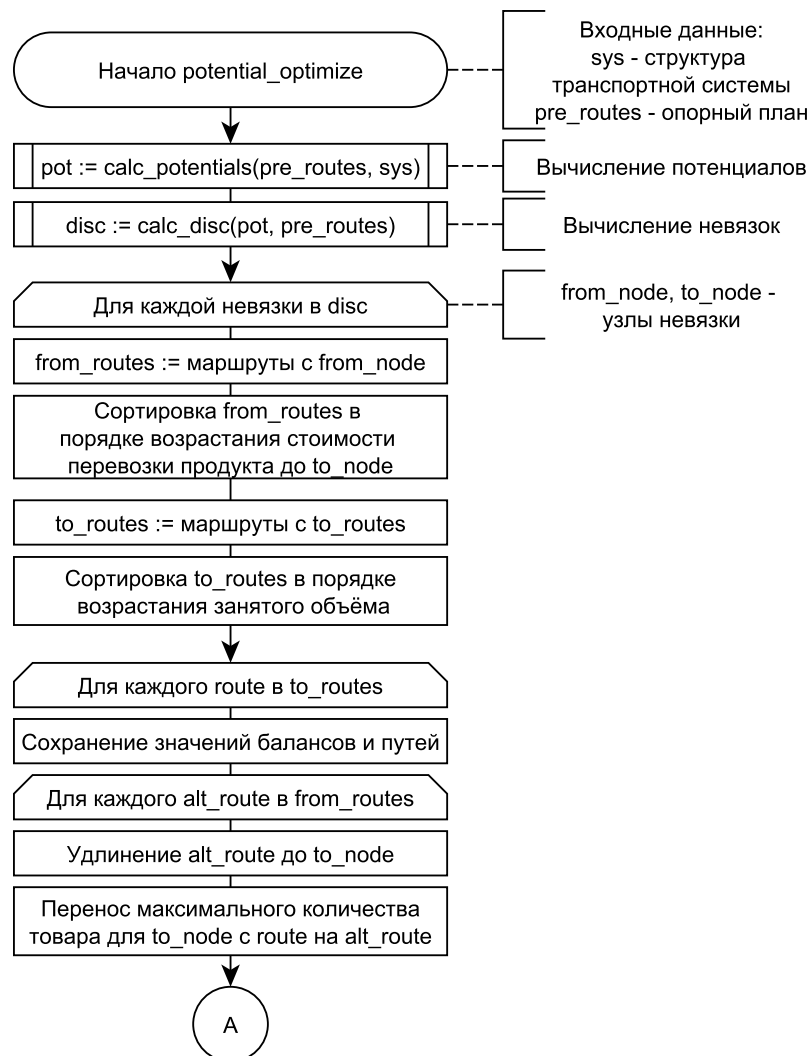 Начало potential_optimize
Входные данные:
sys - структура
транспортной системы
pre_routes - опорный план
pot := calc_potentials(pre_routes, sys)
Вычисление потенциалов
disc := calc_disc(pot, pre_routes)
Вычисление невязок
Для каждой невязки в disc
from_node, to_node -
узлы невязки
from_routes := маршруты с from_node
Сортировка from_routes в
порядке возрастания стоимости
перевозки продукта до to_node
to_routes := маршруты с to_routes
Сортировка to_routes в порядке
возрастания занятого объёма
Для каждого route в to_routes
Сохранение значений балансов и путей
Для каждого alt_route в from_routes
Удлинение alt_route до to_node
Перенос максимального количества
товара для to_node с route на alt_route
А